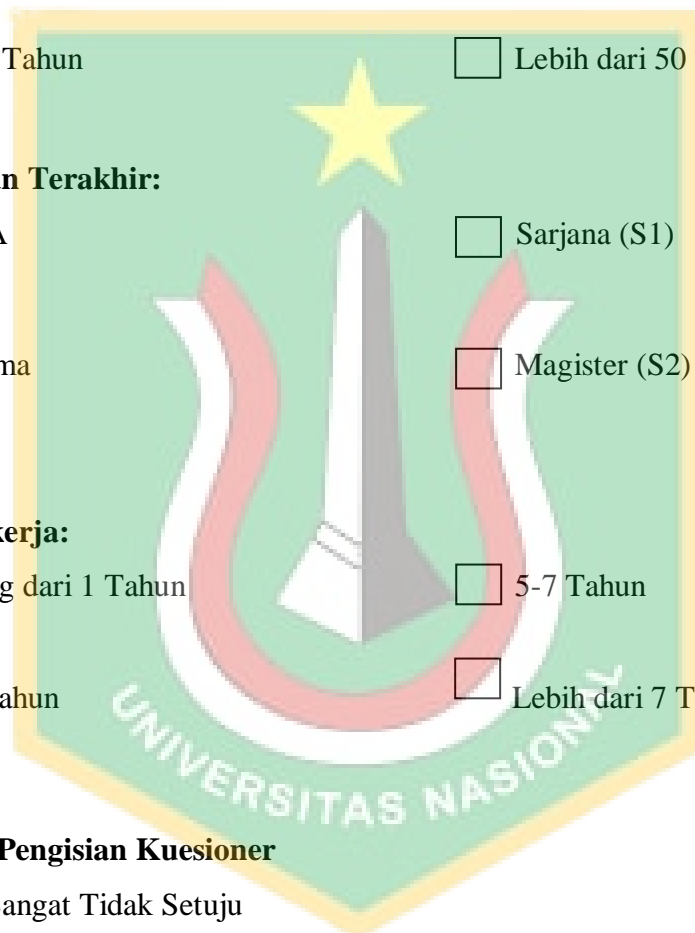 Tahun Lebih dari 50
n Terakhir:
A Sarjana (S1)
ma Magister (S2)
kerja:
g dari 1 Tahun 5-7 Tahun
ahun Lebih dari 7 T
UNIVERSITAS NASIONAL
Pengisian Kuesioner
angat Tidak Setuju